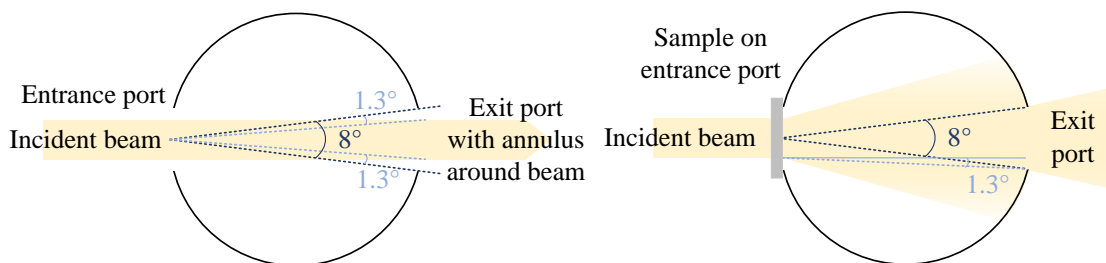 Entrance port
Incident beam
1.3°
8°
1.3°
Exit port
with annulus
around beam
Sample on
entrance port
Incident beam
8°
1.3°
Exit
port